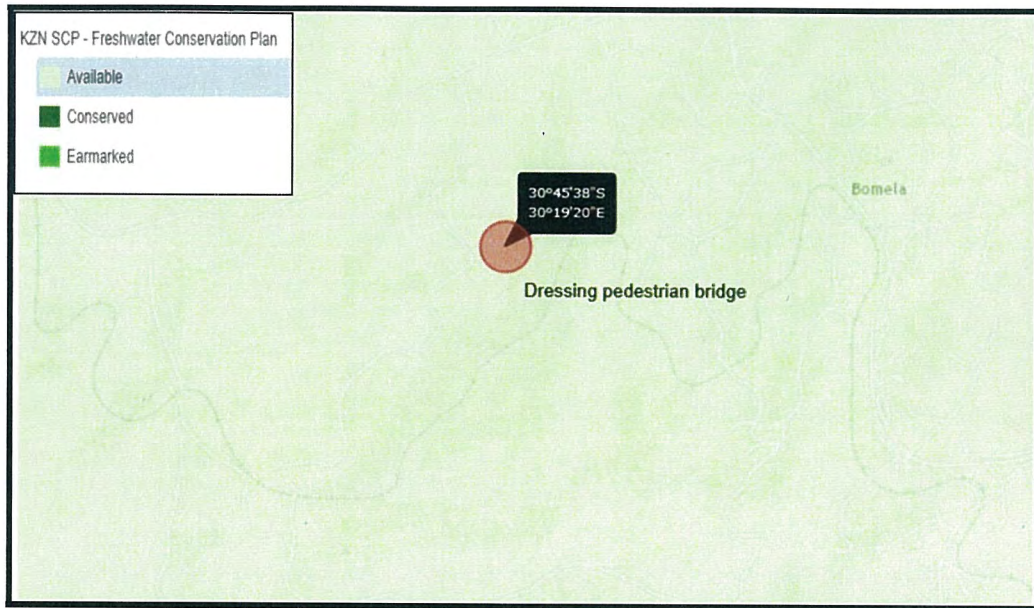 KZN SCP - Freshwater Conservation Plan
Available
Conserved
Earmarked
30°45'38"S
30°19'20"E
Bomela
Dressing pedestrian bridge